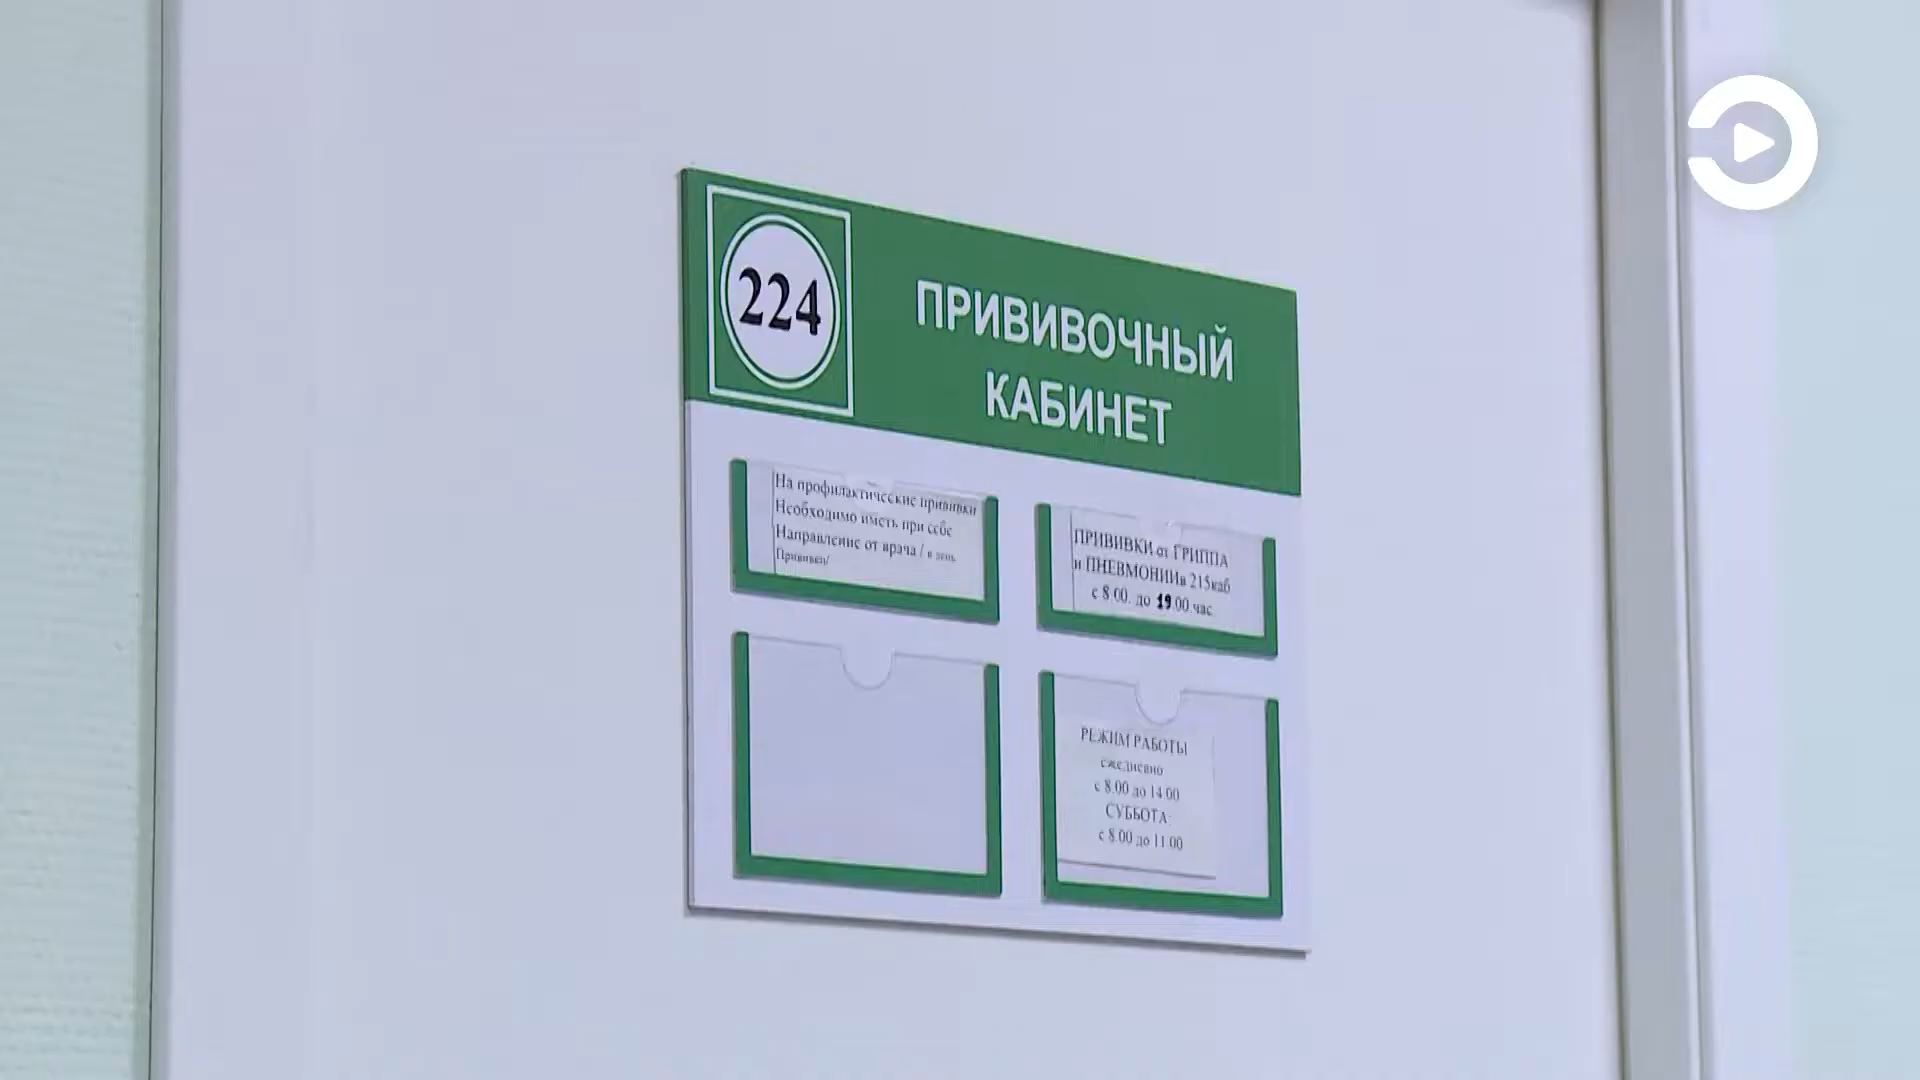 224
ПРИВИВОЧНЫЙ
КАБИНЕТ
На профилактические прививки
Необходимо иметь при себе
Направление от врача / в день
Прививки/
ПРИВИВКИ от ГРИППА
и ПНЕВМОНИИв 215каб
с 8 00. до 19.00 час.
РЕЖИМ РАБОТЫ
ежедневно
с 8.00 до 14.00
СУББОТА:
с 8.00 до 11.00